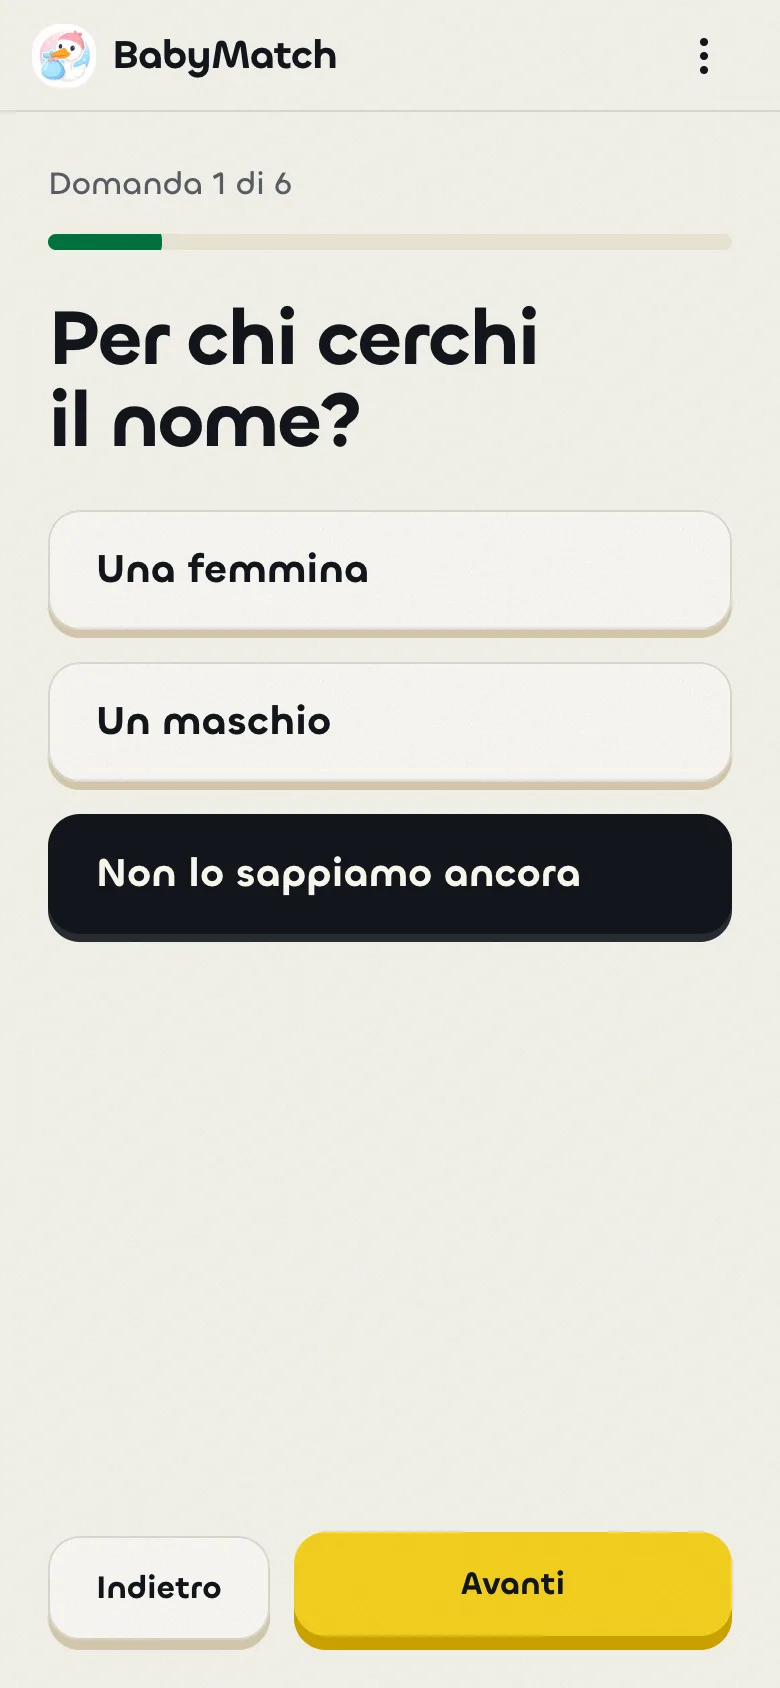 BabyMatch
Domanda 1 di 6
Per chi cerchi
il nome?
Una femmina
Un maschio
Non lo sappiamo ancora
Indietro
Avanti